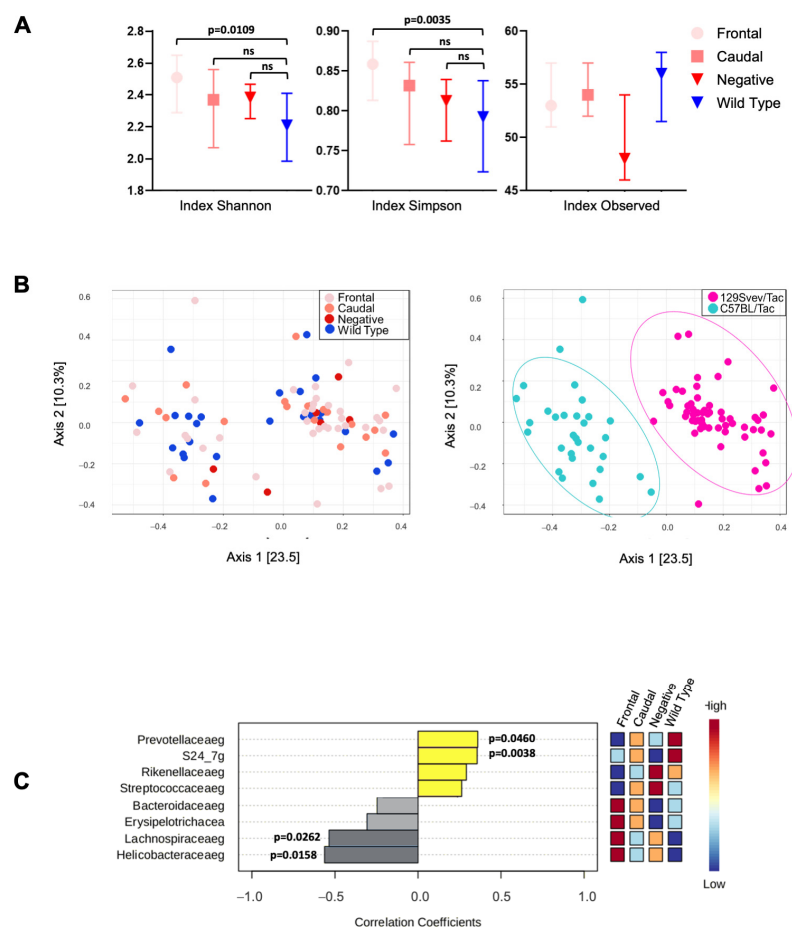 A
p=0.0109
ns
ns
2.8
2.6
2.4
2.2
2.0
1.8
Index Shannon
p=0.0035
ns
ns
0.90
0.85
0.80
0.75
0.70
Index Simpson
60
55
50
45
Index Observed
Frontal
Caudal
Negative
Wild Type
B
Frontal
Caudal
Negative
Wild Type
0.6
0.4
0.2
0.0
−0.2
−0.4
Axis 2 [10.3%]
−0.4
−0.2
0.0
0.2
0.4
Axis 1 [23.5]
129Svev/Tac
C57BL/Tac
0.6
0.4
0.2
0.0
−0.2
−0.4
Axis 2 [10.3%]
−0.4
−0.2
0.0
0.2
0.4
Axis 1 [23.5]
C
Prevotellaceaeg
S24_7g
Rikenellaceaeg
Streptococcaceaeg
Bacteroidaceaeg
Erysipelotrichacea
Lachnospiraceaeg
Helicobacteraceaeg
p=0.0460
p=0.0038
p=0.0262
p=0.0158
−1.0
−0.5
0.0
0.5
1.0
Correlation Coefficients
Frontal
Caudal
Negative
Wild Type
High
Low